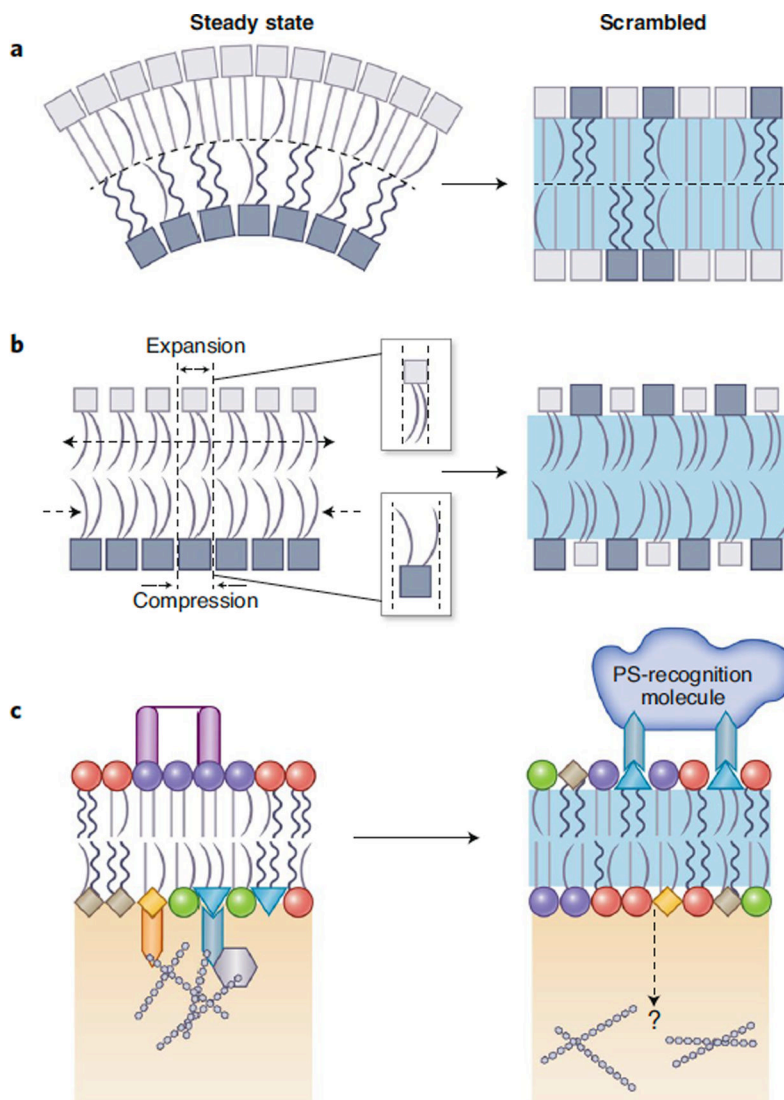 Steady state
Scrambled
a
b
Expansion
Compression
c
PS-recognition
molecule
?